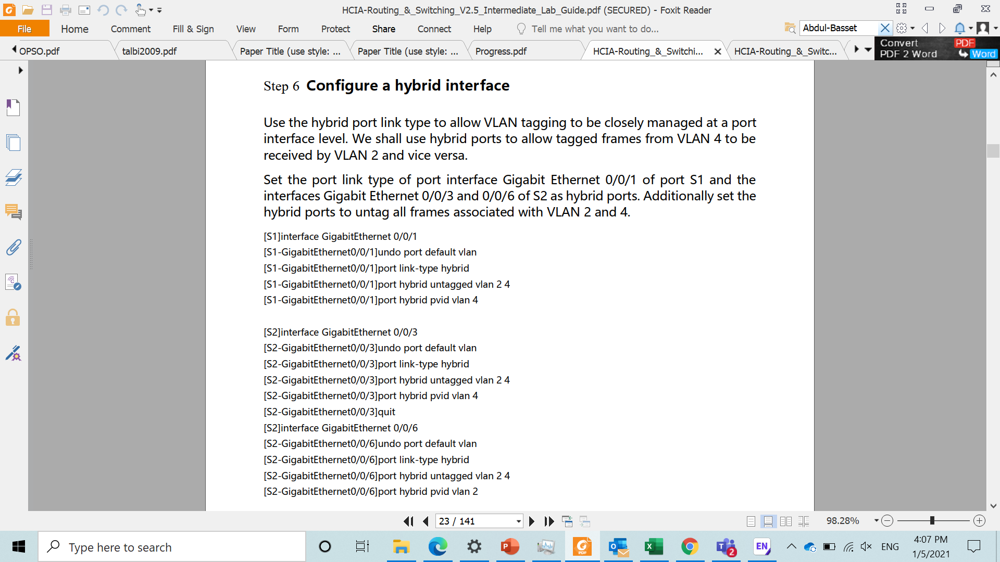 HCIA-Routing_&_Switching_V2.5_Intermediate_Lab_Guide.pdf (SECURED) - Foxit Reader
File Home Comment Fill & Sign View Form Protect Share Connect Help Tell me what you want to do... Abdul-Basset
OPSO.pdf talbi2009.pdf Paper Title (use style: ... Paper Title (use style: ... Progress.pdf HCIA-Routing_&_Switchi... HCIA-Routing_&_Switc...
Convert PDF
PDF 2 Word Word
Step 6 Configure a hybrid interface
Use the hybrid port link type to allow VLAN tagging to be closely managed at a port
interface level. We shall use hybrid ports to allow tagged frames from VLAN 4 to be
received by VLAN 2 and vice versa.
Set the port link type of port interface Gigabit Ethernet 0/0/1 of port S1 and the
interfaces Gigabit Ethernet 0/0/3 and 0/0/6 of S2 as hybrid ports. Additionally set the
hybrid ports to untag all frames associated with VLAN 2 and 4.
[S1]interface GigabitEthernet 0/0/1
[S1-GigabitEthernet0/0/1]undo port default vlan
[S1-GigabitEthernet0/0/1]port link-type hybrid
[S1-GigabitEthernet0/0/1]port hybrid untagged vlan 2 4
[S1-GigabitEthernet0/0/1]port hybrid pvid vlan 4
[S2]interface GigabitEthernet 0/0/3
[S2-GigabitEthernet0/0/3]undo port default vlan
[S2-GigabitEthernet0/0/3]port link-type hybrid
[S2-GigabitEthernet0/0/3]port hybrid untagged vlan 2 4
[S2-GigabitEthernet0/0/3]port hybrid pvid vlan 4
[S2-GigabitEthernet0/0/3]quit
[S2]interface GigabitEthernet 0/0/6
[S2-GigabitEthernet0/0/6]undo port default vlan
[S2-GigabitEthernet0/0/6]port link-type hybrid
[S2-GigabitEthernet0/0/6]port hybrid untagged vlan 2 4
[S2-GigabitEthernet0/0/6]port hybrid pvid vlan 2
23 / 141
98.28%
Type here to search
PDF
2
EN
ENG
4:07 PM
1/5/2021